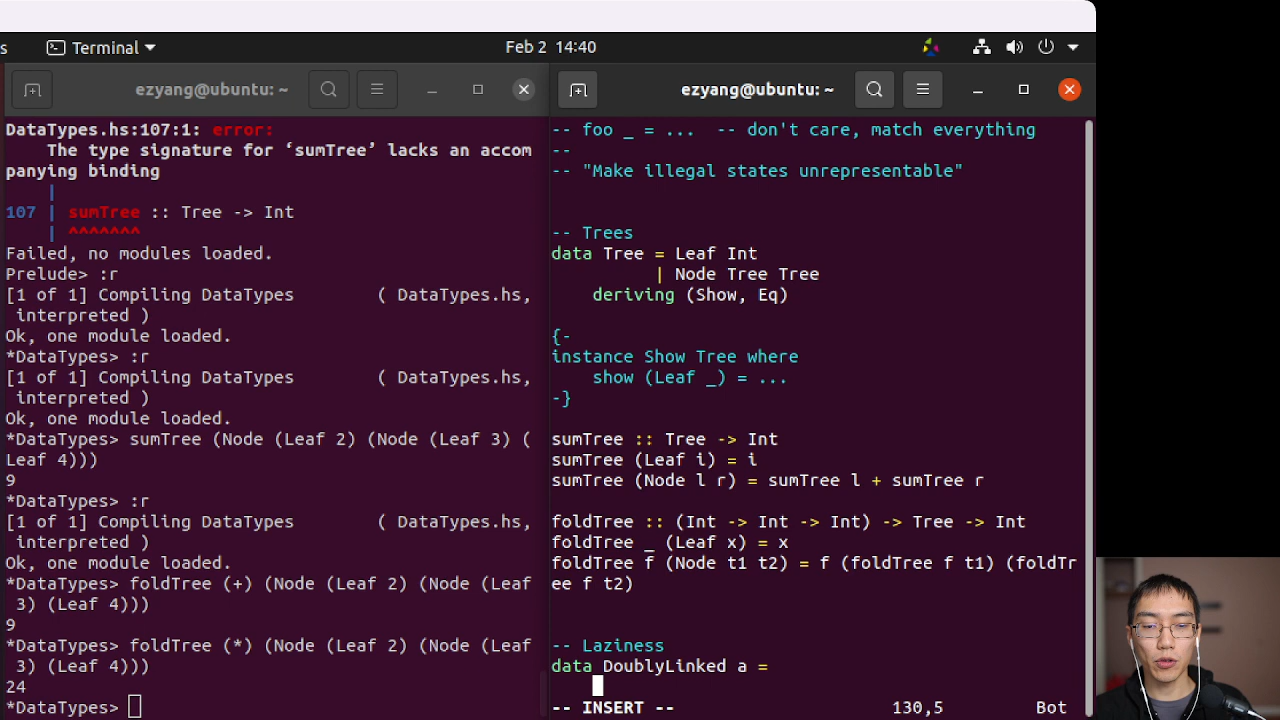 s Terminal Feb 2 14:40
ezyang@ubuntu: ~
DataTypes.hs:107:1: error:
The type signature for ‘sumTree’ lacks an accom
panying binding
|
107 | sumTree :: Tree -> Int
| ^^^^^^^
Failed, no modules loaded.
Prelude> :r
[1 of 1] Compiling DataTypes ( DataTypes.hs,
interpreted )
Ok, one module loaded.
*DataTypes> :r
[1 of 1] Compiling DataTypes ( DataTypes.hs,
interpreted )
Ok, one module loaded.
*DataTypes> sumTree (Node (Leaf 2) (Node (Leaf 3) (
Leaf 4)))
9
*DataTypes> :r
[1 of 1] Compiling DataTypes ( DataTypes.hs,
interpreted )
Ok, one module loaded.
*DataTypes> foldTree (+) (Node (Leaf 2) (Node (Leaf
3) (Leaf 4)))
9
*DataTypes> foldTree (*) (Node (Leaf 2) (Node (Leaf
3) (Leaf 4)))
24
*DataTypes>
ezyang@ubuntu: ~
-- foo _ = ... -- don't care, match everything
--
-- "Make illegal states unrepresentable"
-- Trees
data Tree = Leaf Int
| Node Tree Tree
deriving (Show, Eq)
{-
instance Show Tree where
show (Leaf _) = ...
-}
sumTree :: Tree -> Int
sumTree (Leaf i) = i
sumTree (Node l r) = sumTree l + sumTree r
foldTree :: (Int -> Int -> Int) -> Tree -> Int
foldTree _ (Leaf x) = x
foldTree f (Node t1 t2) = f (foldTree f t1) (foldTr
ee f t2)
-- Laziness
data DoublyLinked a =
-- INSERT -- 130,5 Bot